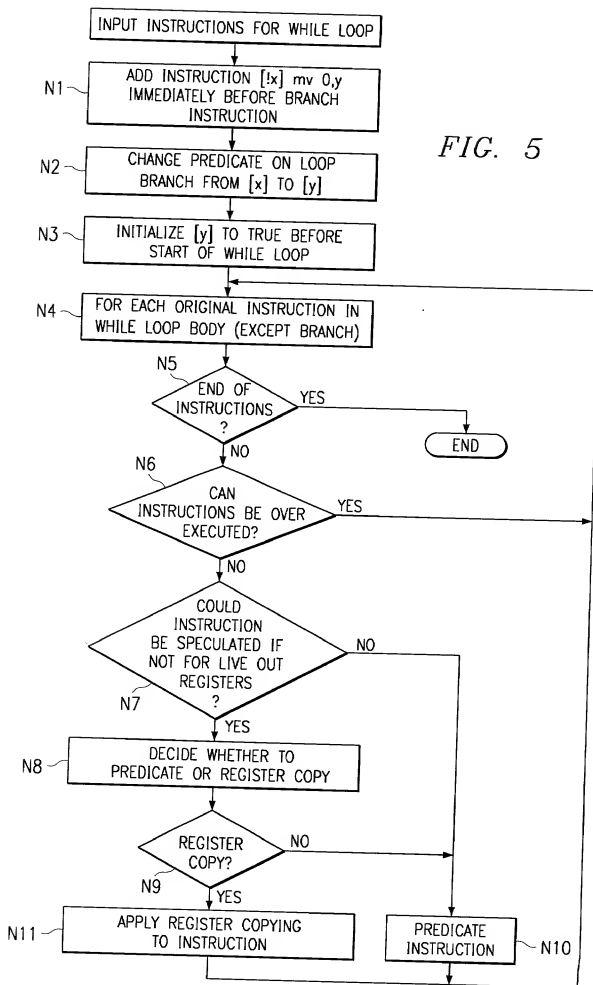 INPUT INSTRUCTIONS FOR WHILE LOOP
N1
ADD INSTRUCTION [!x] mv 0,y
IMMEDIATELY BEFORE BRANCH
INSTRUCTION
FIG. 5
N2
CHANGE PREDICATE ON LOOP
BRANCH FROM [x] TO [y]
N3
INITIALIZE [y] TO TRUE BEFORE
START OF WHILE LOOP
N4
FOR EACH ORIGINAL INSTRUCTION IN
WHILE LOOP BODY (EXCEPT BRANCH)
N5
END OF
INSTRUCTIONS
?
YES
END
NO
N6
CAN
INSTRUCTIONS BE OVER
EXECUTED?
YES
NO
COULD
INSTRUCTION
BE SPECULATED IF
NOT FOR LIVE OUT
REGISTERS
?
NO
N7
YES
N8
DECIDE WHETHER TO
PREDICATE OR REGISTER COPY
REGISTER
COPY?
NO
N9
YES
N11
APPLY REGISTER COPYING
TO INSTRUCTION
PREDICATE
INSTRUCTION
N10